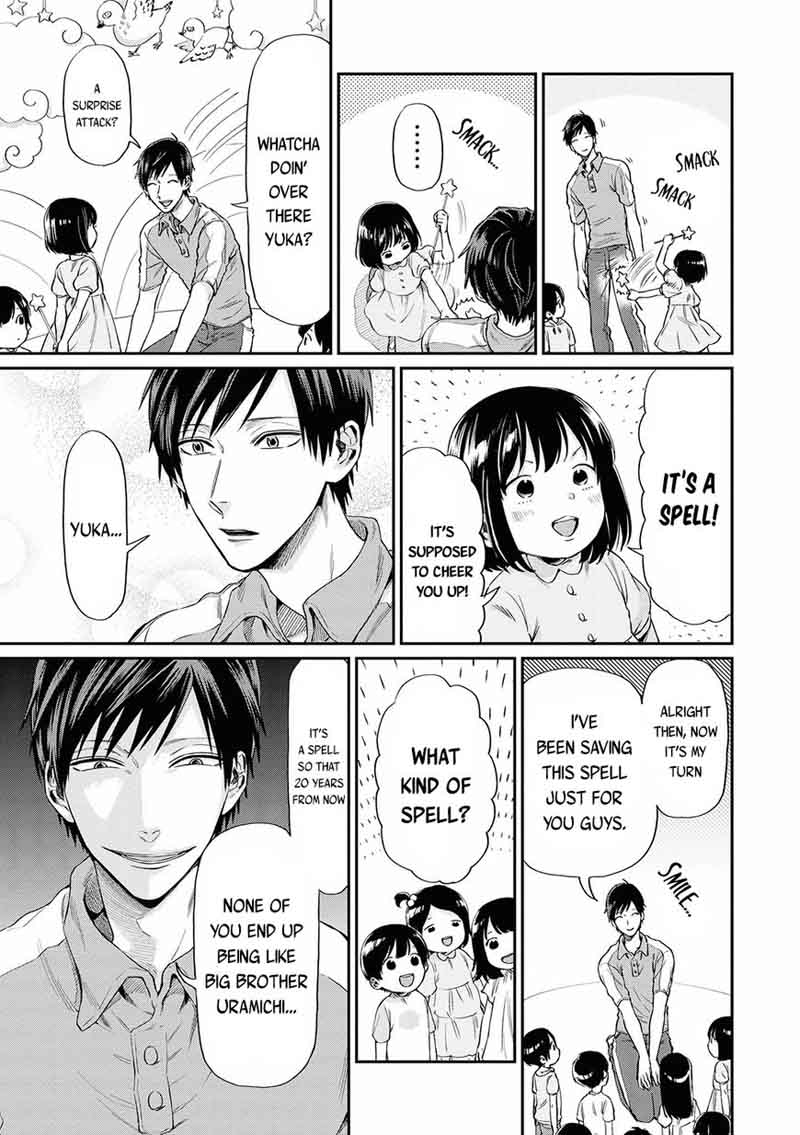 SMACK
SMACK
SMACK...
......
WHATCHA
DOIN'
OVER
THERE
YUKA?
A
SURPRISE
ATTACK?
IT'S A
SPELL!
IT'S
SUPPOSED
TO CHEER
YOU UP!
YUKA...
ALRIGHT
THEN, NOW
IT'S MY
TURN
I'VE
BEEN SAVING
THIS SPELL
JUST FOR
YOU GUYS.
SMILE...
WHAT
KIND OF
SPELL?
IT'S
A SPELL
SO THAT
20 YEARS
FROM NOW
NONE OF
YOU END UP
BEING LIKE
BIG BROTHER
URAMICHI...